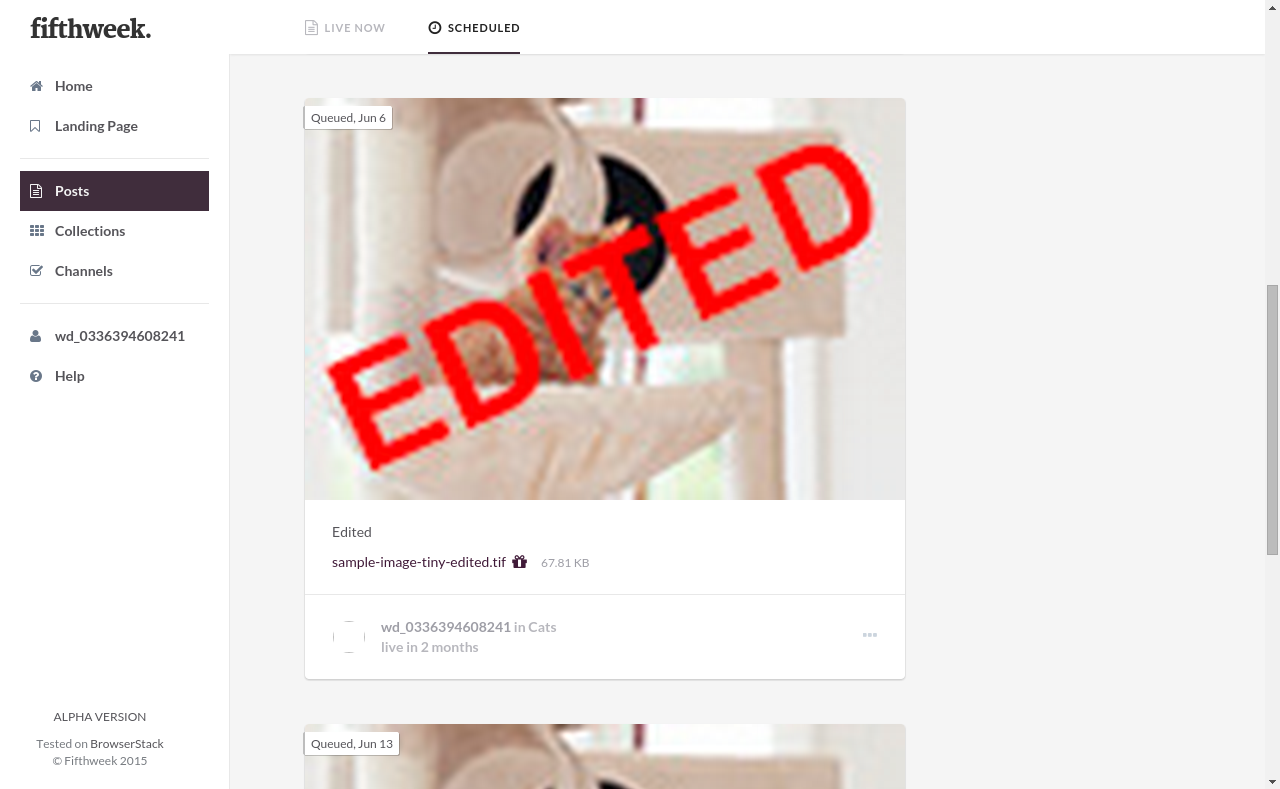 fifthweek.
LIVE NOW
SCHEDULED
Home
Landing Page
Posts
Collections
Channels
wd_0336394608241
Help
ALPHA VERSION
Tested on BrowserStack
© Fifthweek 2015
Queued, Jun 6
EDITED
Edited
sample-image-tiny-edited.tif 67.81 KB
wd_0336394608241 in Cats
live in 2 months
Queued, Jun 13